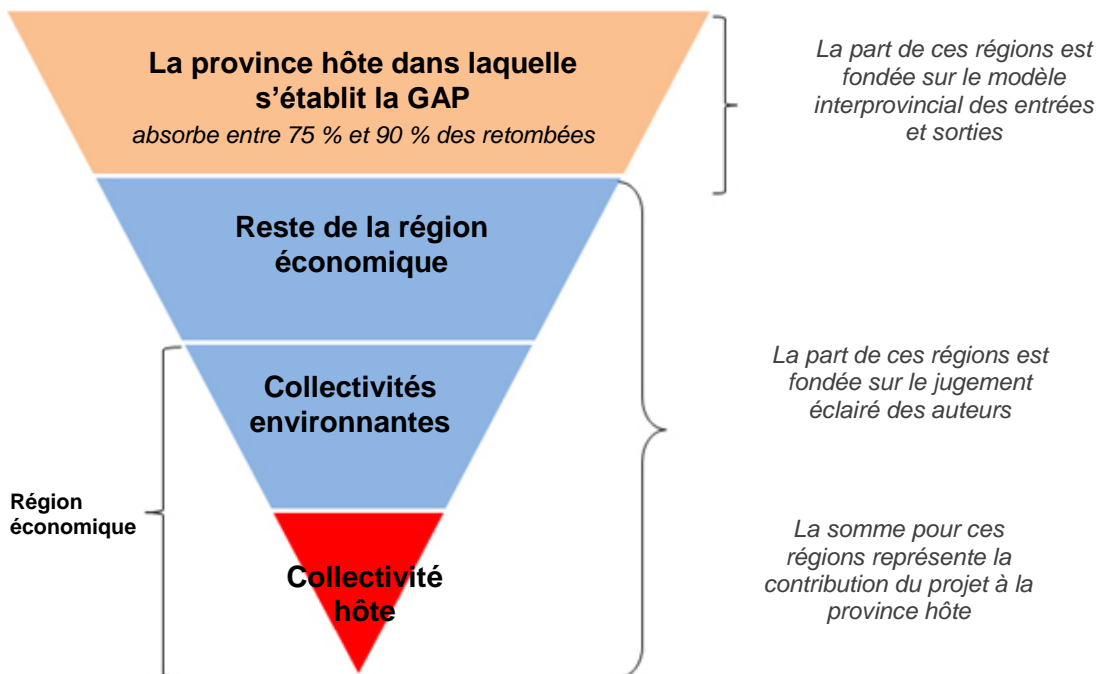 La province hôte dans laquelle
s’établit la GAP
absorbe entre 75 % et 90 % des retombées
La part de ces régions est
fondée sur le modèle
interprovincial des entrées
et sorties
Reste de la région
économique
Collectivités
environnantes
La part de ces régions est
fondée sur le jugement
éclairé des auteurs
Région
économique
Collectivité
hôte
La somme pour ces
régions représente la
contribution du projet à la
province hôte